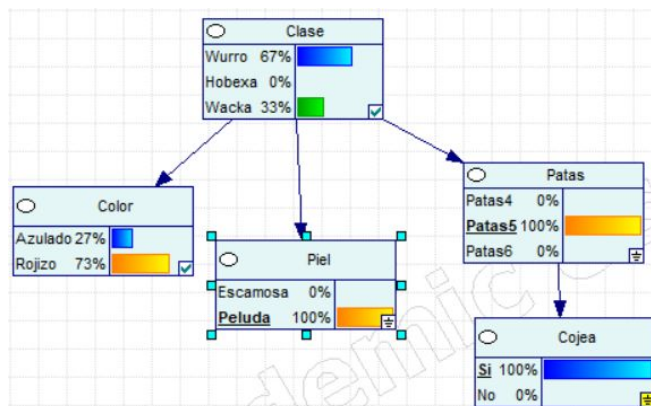 Clase
Wurro 67%
Hobexa 0%
Wacka 33%
Color
Azulado 27%
Rojizo 73%
Piel
Escamosa 0%
Peluda 100%
Patas
Patas4 0%
Patas5 100%
Patas6 0%
Cojea
Si 100%
No 0%
demic